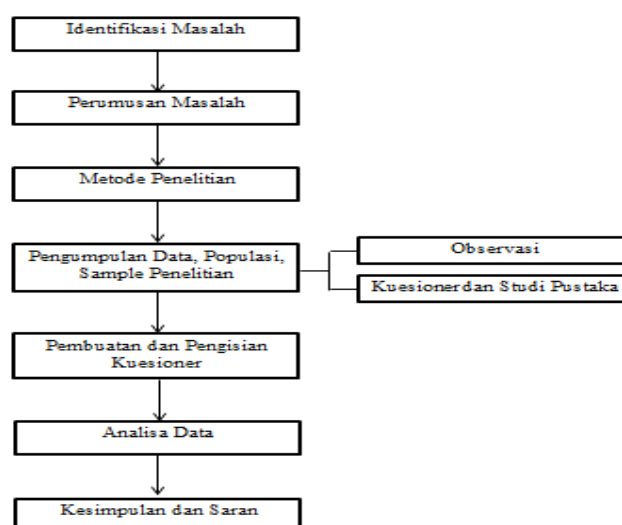 Identifikasi Masalah
Perumusan Masalah
Metode Penelitian
Pengumpulan Data, Populasi,
Sample Penelitian
Observasi
Kuesionerdan Studi Pustaka
Pembuatan dan Pengisian
Kuesioner
Analisa Data
Kesimpulan dan Saran